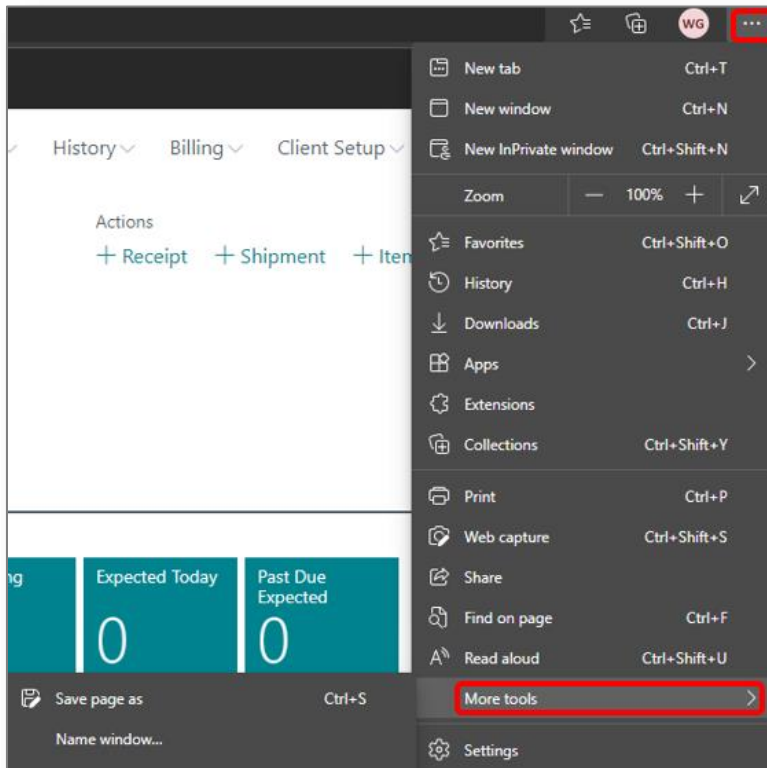 WG
New tab Ctrl+T
New window Ctrl+N
New InPrivate window Ctrl+Shift+N
Zoom 100%
History Billing Client Setup
Actions
+ Receipt + Shipment + Iten
Favorites Ctrl+Shift+O
History Ctrl+H
Downloads Ctrl+J
Apps
Extensions
Collections Ctrl+Shift+Y
Print Ctrl+P
Web capture Ctrl+Shift+S
Share
Find on page Ctrl+F
Read aloud Ctrl+Shift+U
More tools
Settings
ng Expected Today Past Due
Expected
0 0
Save page as Ctrl+S
Name window...